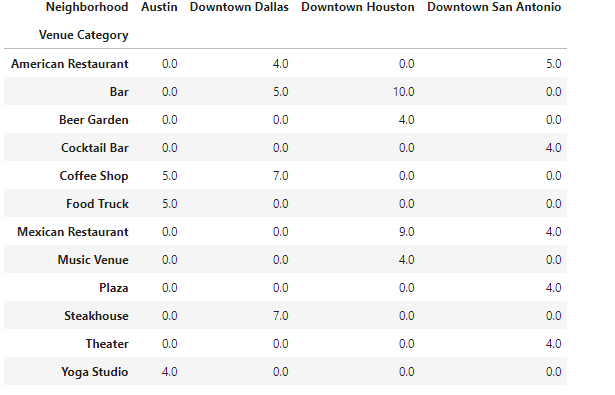 Neighborhood Austin Downtown Dallas Downtown Houston Downtown San Antonio
Venue Category
American Restaurant 0.0 4.0 0.0 5.0
Bar 0.0 5.0 10.0 0.0
Beer Garden 0.0 0.0 4.0 0.0
Cocktail Bar 0.0 0.0 0.0 4.0
Coffee Shop 5.0 7.0 0.0 0.0
Food Truck 5.0 0.0 0.0 0.0
Mexican Restaurant 0.0 0.0 9.0 4.0
Music Venue 0.0 0.0 4.0 0.0
Plaza 0.0 0.0 0.0 4.0
Steakhouse 0.0 7.0 0.0 0.0
Theater 0.0 0.0 0.0 4.0
Yoga Studio 4.0 0.0 0.0 0.0